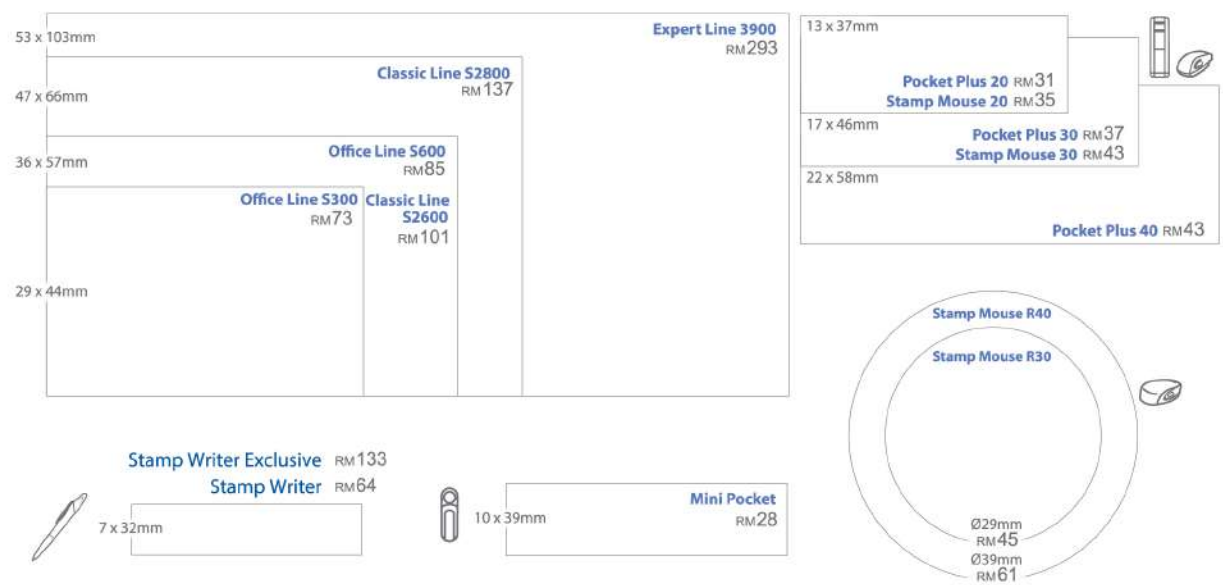 53 x 103mm
Expert Line 3900
RM293
Classic Line S2800
RM137
47 x 66mm
Office Line S600
RM85
36 x 57mm
Office Line S300
RM73
Classic Line
S2600
RM101
29 x 44mm
13 x 37mm
Pocket Plus 20 RM31
Stamp Mouse 20 RM35
17 x 46mm
Pocket Plus 30 RM37
Stamp Mouse 30 RM43
22 x 58mm
Pocket Plus 40 RM43
Stamp Mouse R40
Stamp Mouse R30
Ø29mm
RM45
Ø39mm
RM61
Stamp Writer Exclusive RM133
Stamp Writer RM64
7 x 32mm
10 x 39mm
Mini Pocket
RM28